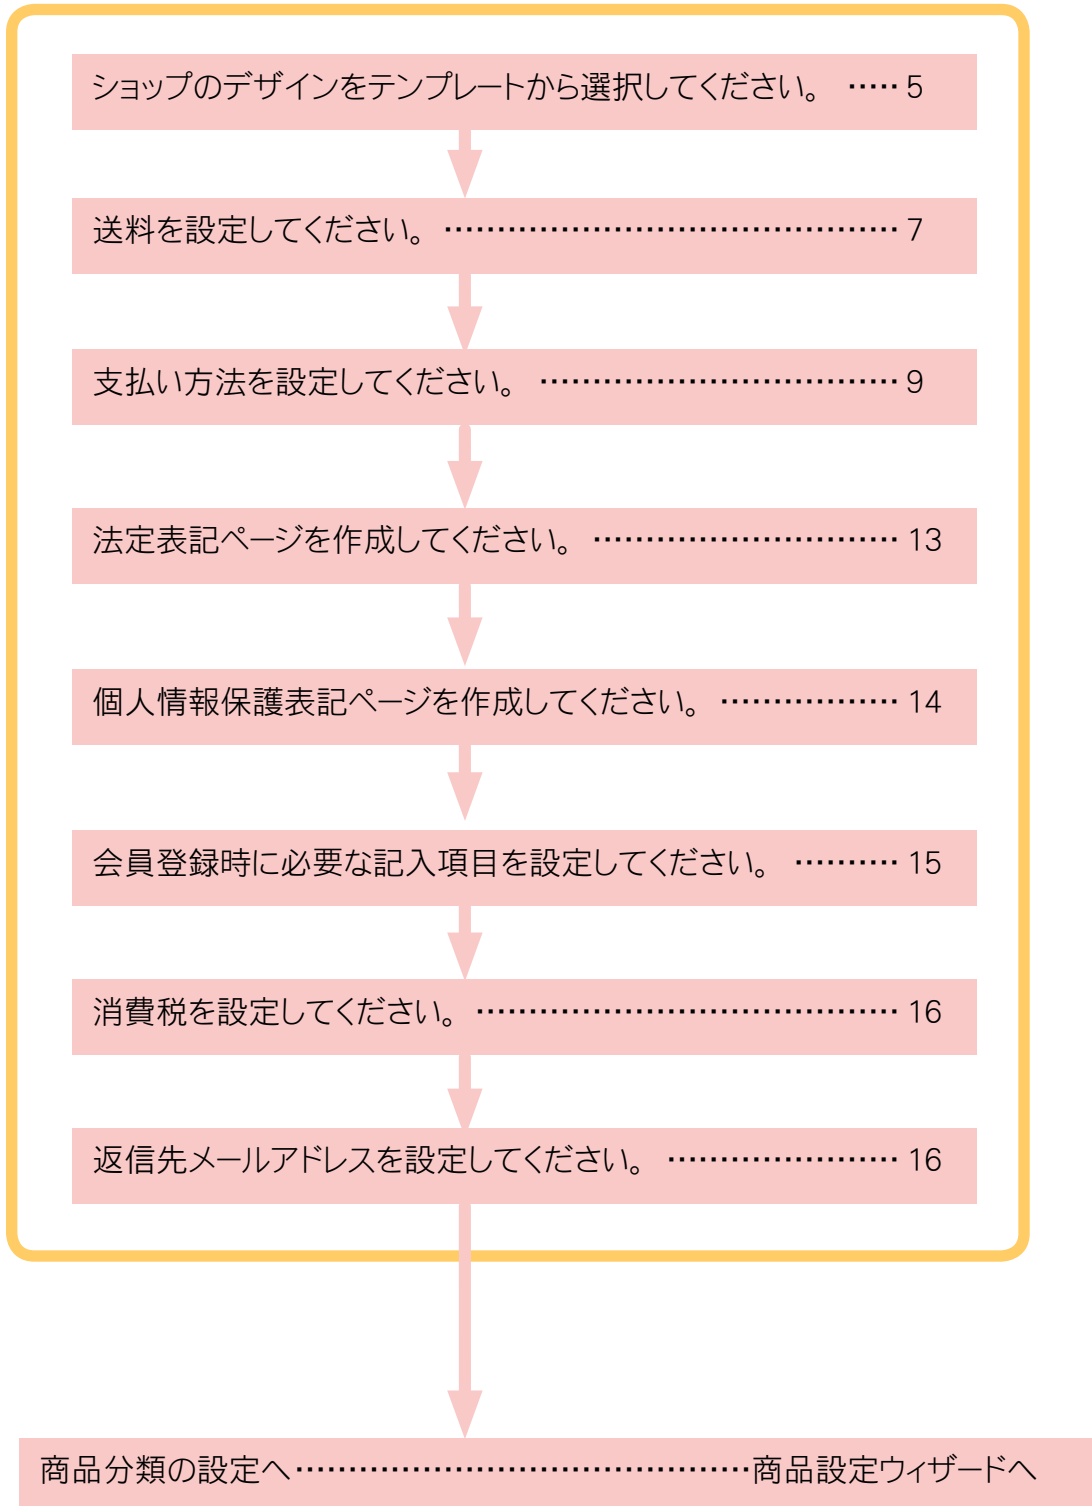 ショップのデザインをテンプレートから選択してください。 ‥‥‥ 5
送料を設定してください。 ‥‥‥‥‥‥‥‥‥‥‥‥‥‥‥‥‥‥‥‥‥ 7
支払い方法を設定してください。 ‥‥‥‥‥‥‥‥‥‥‥‥‥‥‥‥‥ 9
法定表記ページを作成してください。 ‥‥‥‥‥‥‥‥‥‥‥‥‥‥ 13
個人情報保護表記ページを作成してください。 ‥‥‥‥‥‥‥‥ 14
会員登録時に必要な記入項目を設定してください。 ‥‥‥‥‥ 15
消費税を設定してください。 ‥‥‥‥‥‥‥‥‥‥‥‥‥‥‥‥‥‥‥‥ 16
返信先メールアドレスを設定してください。 ‥‥‥‥‥‥‥‥‥‥‥ 16
商品分類の設定へ‥‥‥‥‥‥‥‥‥‥‥‥‥‥‥‥‥‥‥‥‥商品設定ウィザードへ